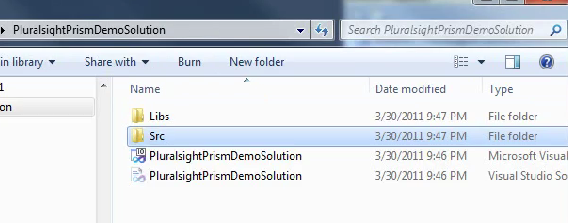 PluralsightPrismDemoSolution Search PluralsightPrismDemoSolution
in library Share with Burn New folder
Name Date modified Type
1
on
Libs 3/30/2011 9:47 PM File folder
Src 3/30/2011 9:47 PM File folder
PluralsightPrismDemoSolution 3/30/2011 9:46 PM Microsoft Visual
PluralsightPrismDemoSolution 3/30/2011 9:46 PM Visual Studio So